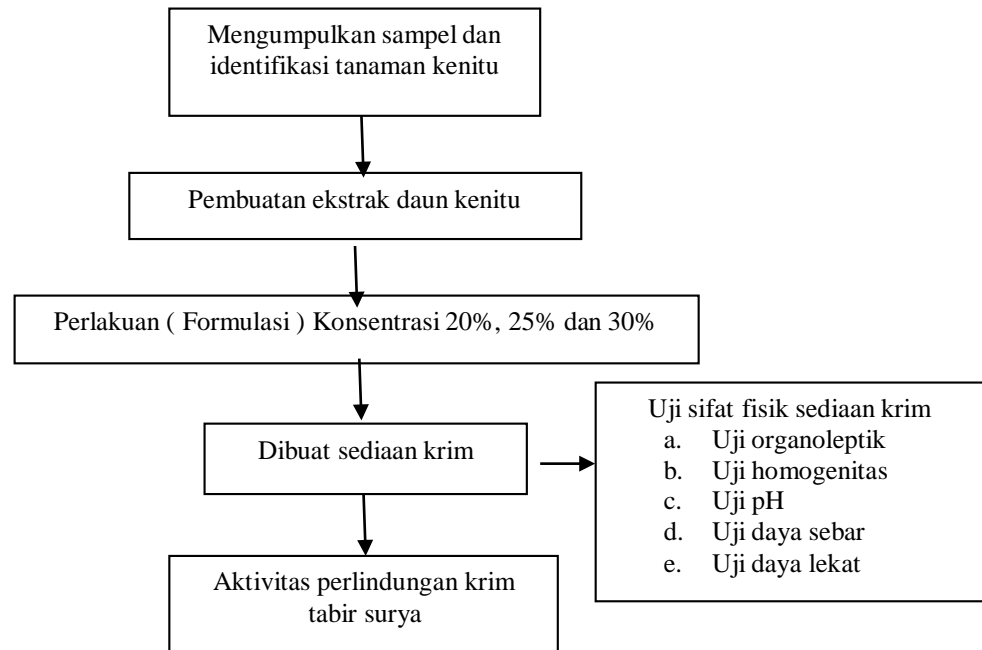 Mengumpulkan sampel dan
identifikasi tanaman kenitu
Pembuatan ekstrak daun kenitu
Perlakuan ( Formulasi ) Konsentrasi 20%, 25% dan 30%
Dibuat sediaan krim
Uji sifat fisik sediaan krim
a. Uji organoleptik
b. Uji homogenitas
c. Uji pH
d. Uji daya sebar
e. Uji daya lekat
Aktivitas perlindungan krim
tabir surya